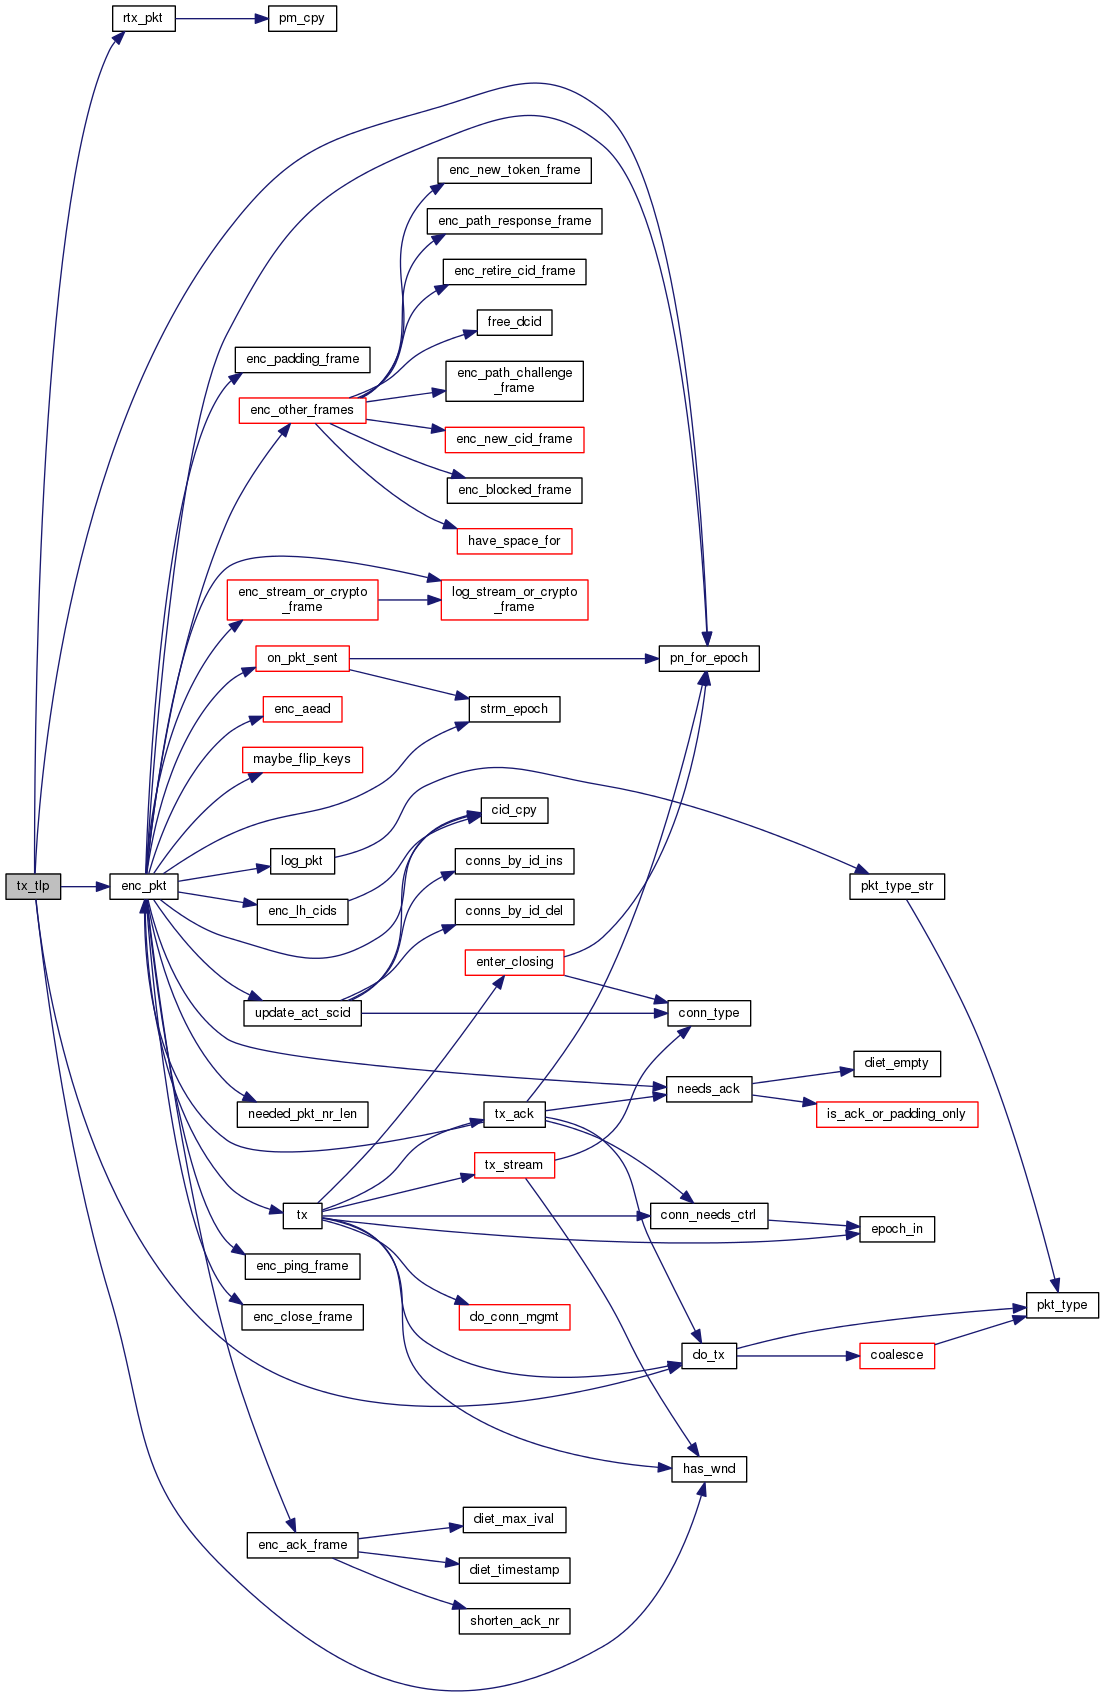 rtx_pkt
pm_cpy
enc_new_token_frame
enc_path_response_frame
enc_retire_cid_frame
free_dcid
enc_padding_frame
enc_path_challenge
_frame
enc_other_frames
enc_new_cid_frame
enc_blocked_frame
have_space_for
enc_stream_or_crypto
_frame
log_stream_or_crypto
_frame
on_pkt_sent
pn_for_epoch
enc_aead
strm_epoch
maybe_flip_keys
cid_cpy
log_pkt
conns_by_id_ins
tx_tlp
enc_pkt
pkt_type_str
enc_lh_cids
conns_by_id_del
enter_closing
update_act_scid
conn_type
diet_empty
needs_ack
needed_pkt_nr_len
tx_ack
is_ack_or_padding_only
tx_stream
tx
conn_needs_ctrl
epoch_in
enc_ping_frame
enc_close_frame
do_conn_mgmt
pkt_type
do_tx
coalesce
has_wnd
diet_max_ival
enc_ack_frame
diet_timestamp
shorten_ack_nr